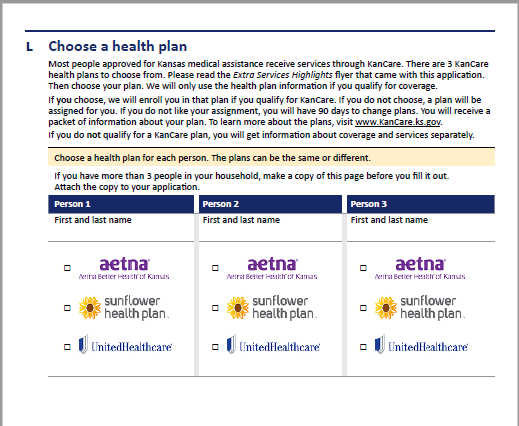 L Choose a health plan
Most people approved for Kansas medical assistance receive services through KanCare. There are 3 KanCare
health plans to choose from. Please read the Extra Services Highlights flyer that came with this application.
Then choose your plan. We will only use the health plan information if you qualify for coverage.
If you choose, we will enroll you in that plan if you qualify for KanCare. If you do not choose, a plan will be
assigned for you. If you do not like your assignment, you will have 90 days to change plans. You will receive a
packet of information about your plan. To learn more about the plans, visit www.KanCare.ks.gov.
If you do not qualify for a KanCare plan, you will get information about coverage and services separately.
Choose a health plan for each person. The plans can be the same or different.
If you have more than 3 people in your household, make a copy of this page before you fill it out.
Attach the copy to your application.
Person 1 Person 2 Person 3
First and last name First and last name First and last name
aetna® aetna® aetna®
Aetna Better Health of Kansas Aetna Better Health of Kansas Aetna Better Health of Kansas
sunflower sunflower sunflower
health plan. health plan. health plan.
UnitedHealthcare UnitedHealthcare UnitedHealthcare